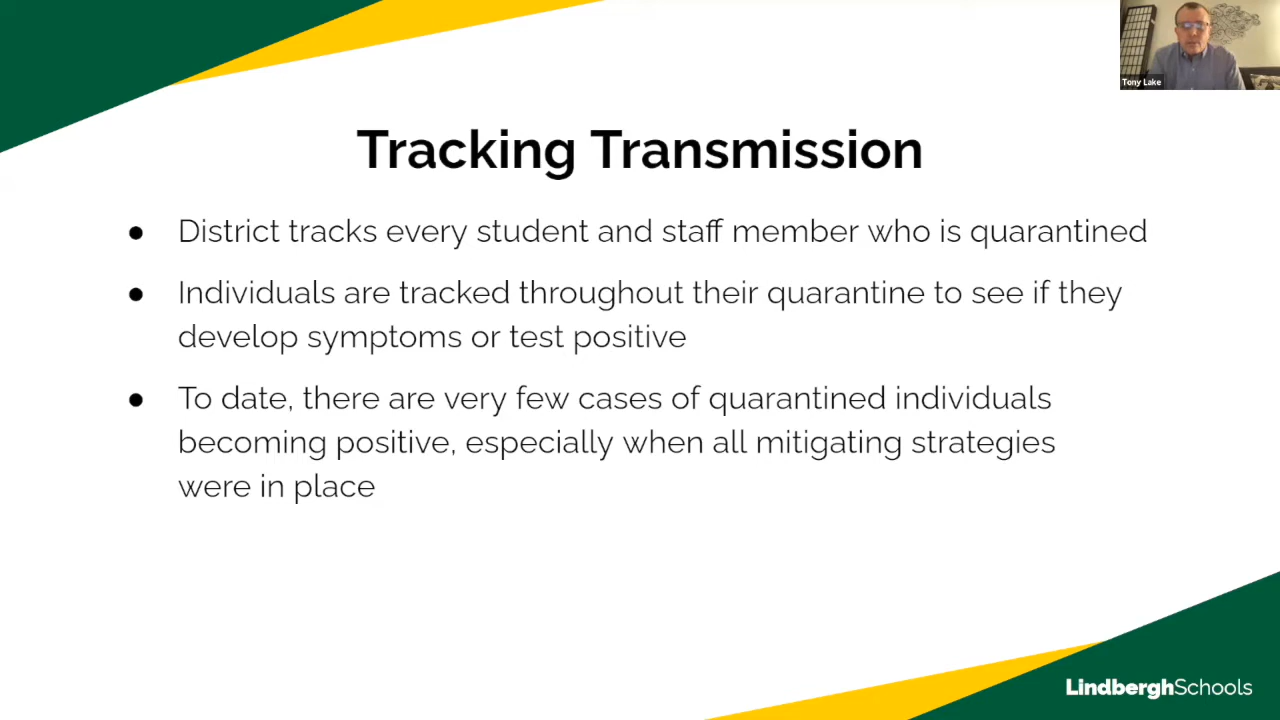 Tony Lake
Tracking Transmission
● District tracks every student and staff member who is quarantined
● Individuals are tracked throughout their quarantine to see if they
develop symptoms or test positive
● To date, there are very few cases of quarantined individuals
becoming positive, especially when all mitigating strategies
were in place
LindberghSchools